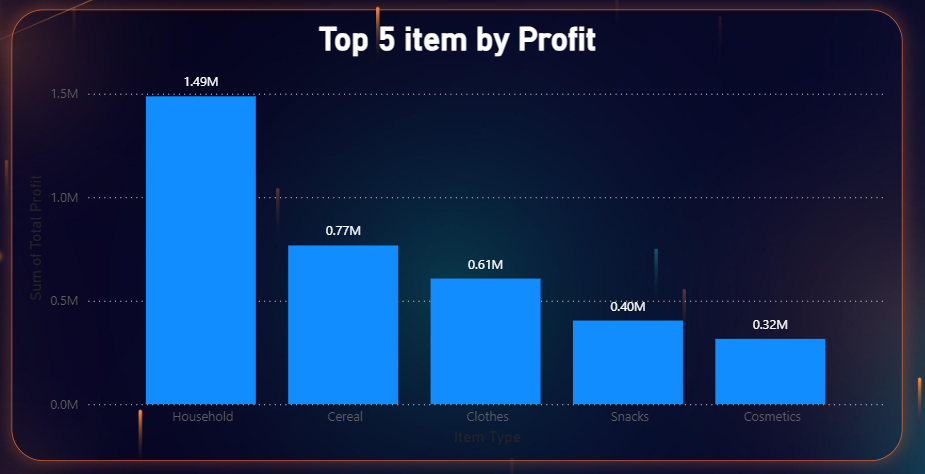 Top 5 item by Profit
1.49M
1.5M
1.0M
0.77M
0.61M
0.5M
0.40M
0.32M
0.0M
Sum of Total Profit
Household
Cereal
Clothes
Snacks
Cosmetics
Item Type